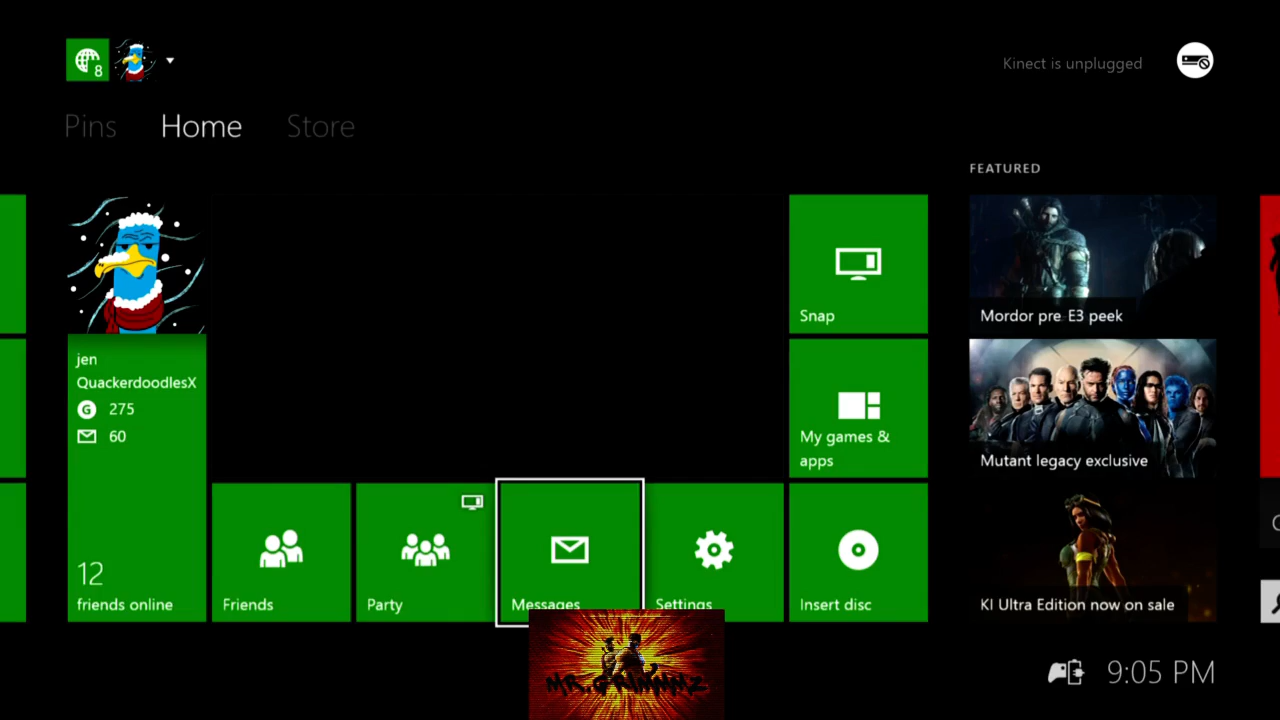 8
Kinect is unplugged
Pins
Home
Store
FEATURED
jen
QuackerdoodlesX
G 275
60
12
friends online
Friends
Party
Messages
Settings
Snap
My games &
apps
Insert disc
Mordor pre E3 peek
Mutant legacy exclusive
KI Ultra Edition now on sale
MR.GRIMMMZ
9:05 PM